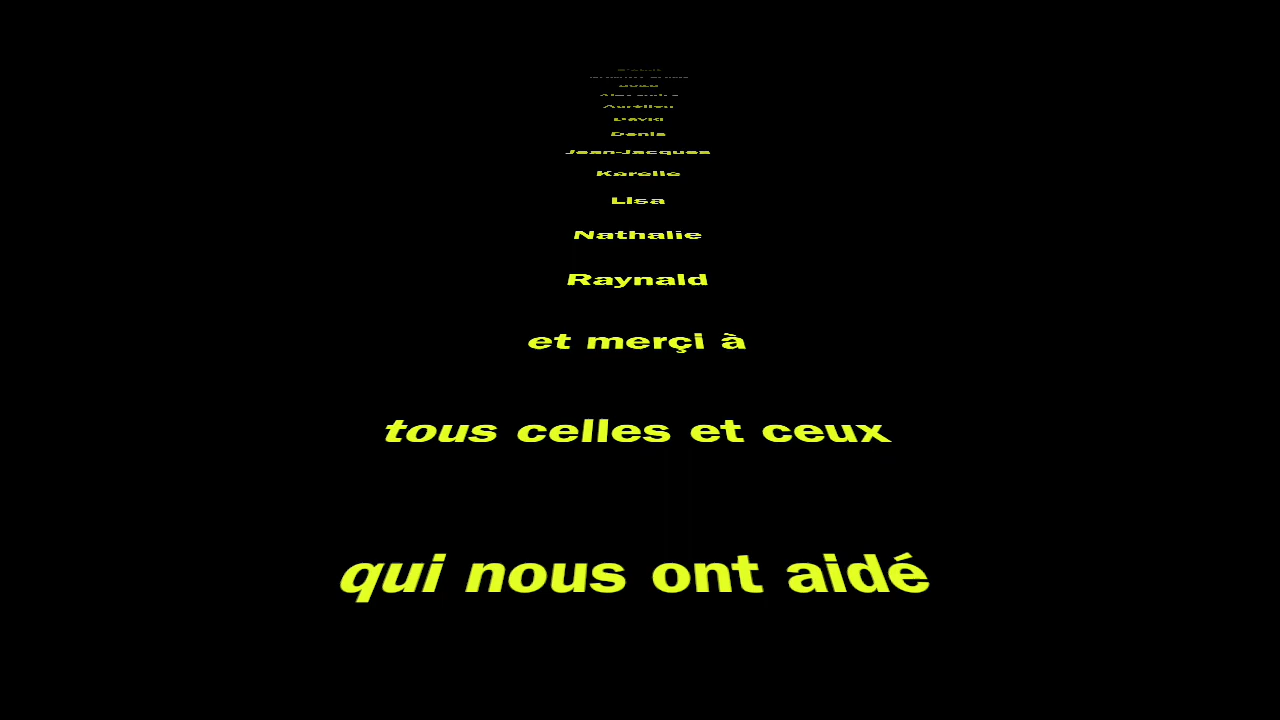 David
Denis
Jean-Jacques
Karelle
Lisa
Nathalie
Raynald
et merçi à
tous celles et ceux
qui nous ont aidé